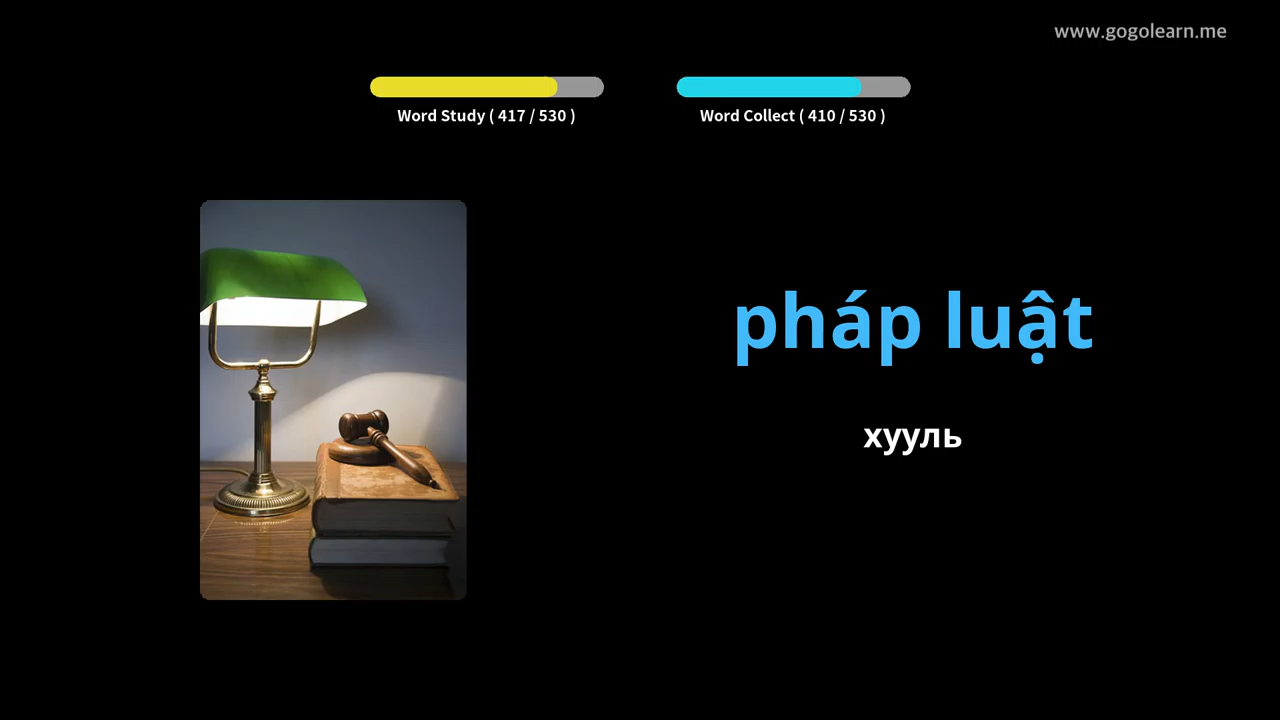 www.gogolearn.me
Word Study ( 417 / 530 )
Word Collect ( 410 / 530 )
pháp luật
хууль